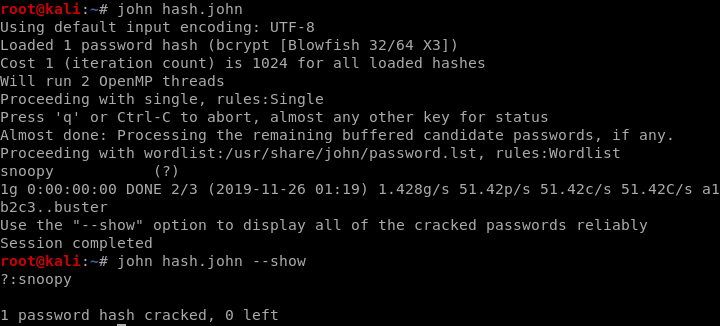 root@kali:~# john hash.john
Using default input encoding: UTF-8
Loaded 1 password hash (bcrypt [Blowfish 32/64 X3])
Cost 1 (iteration count) is 1024 for all loaded hashes
Will run 2 OpenMP threads
Proceeding with single, rules:Single
Press 'q' or Ctrl-C to abort, almost any other key for status
Almost done: Processing the remaining buffered candidate passwords, if any.
Proceeding with wordlist:/usr/share/john/password.lst, rules:Wordlist
snoopy           (?)
1g 0:00:00:00 DONE 2/3 (2019-11-26 01:19) 1.428g/s 51.42p/s 51.42c/s 51.42C/s a1
b2c3..buster
Use the "--show" option to display all of the cracked passwords reliably
Session completed
root@kali:~# john hash.john --show
?:snoopy
1 password hash cracked, 0 left